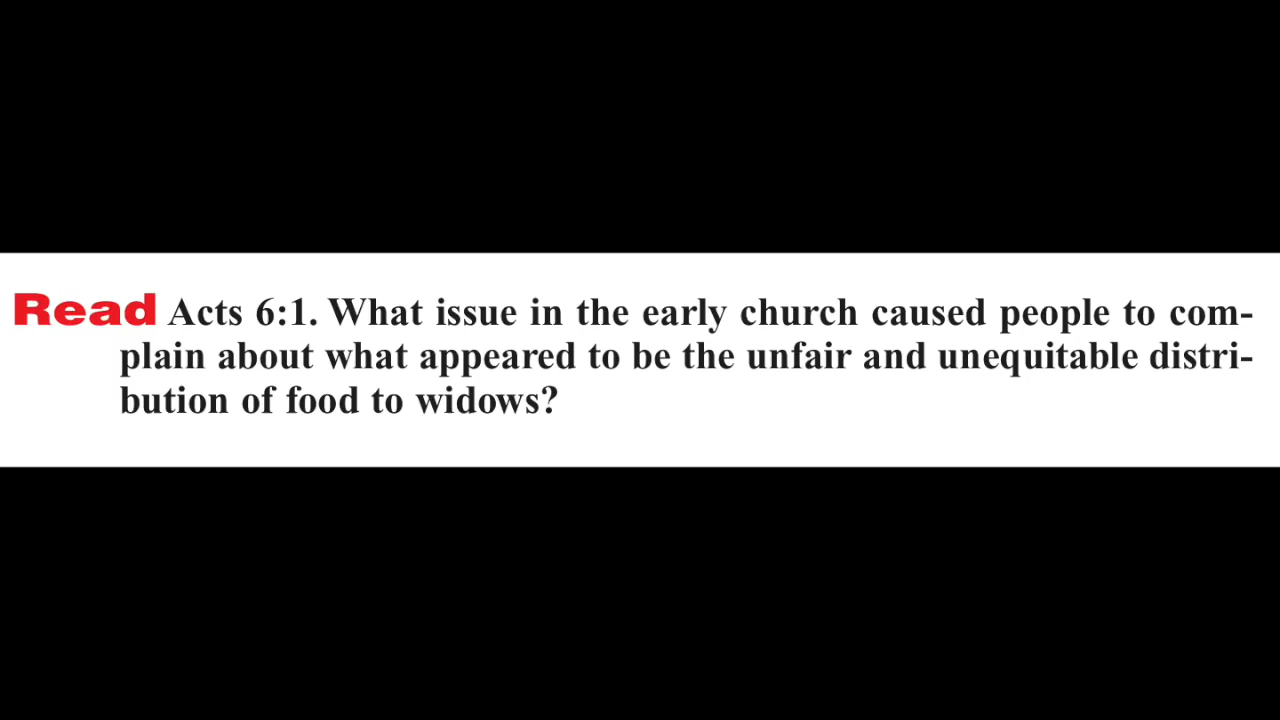 Read Acts 6:1. What issue in the early church caused people to com-
plain about what appeared to be the unfair and unequitable distri-
bution of food to widows?